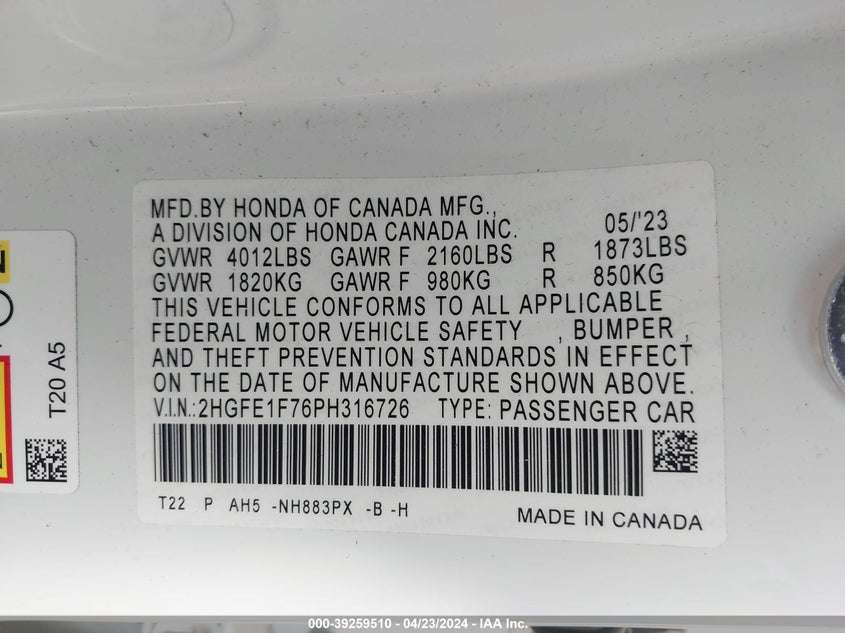 MFD.BY HONDA OF CANADA MFG.,
A DIVISION OF HONDA CANADA INC. 05/'23
GVWR 4012LBS GAWR F 2160LBS R 1873LBS
GVWR 1820KG GAWR F 980KG R 850KG
THIS VEHICLE CONFORMS TO ALL APPLICABLE
FEDERAL MOTOR VEHICLE SAFETY , BUMPER ,
AND THEFT PREVENTION STANDARDS IN EFFECT
ON THE DATE OF MANUFACTURE SHOWN ABOVE.
V.I.N.: 2HGFE1F76PH316726 TYPE: PASSENGER CAR
T22 P AH5 -NH883PX -B -H
MADE IN CANADA
T20 A5
000-39259510 - 04/23/2024 - IAA Inc.